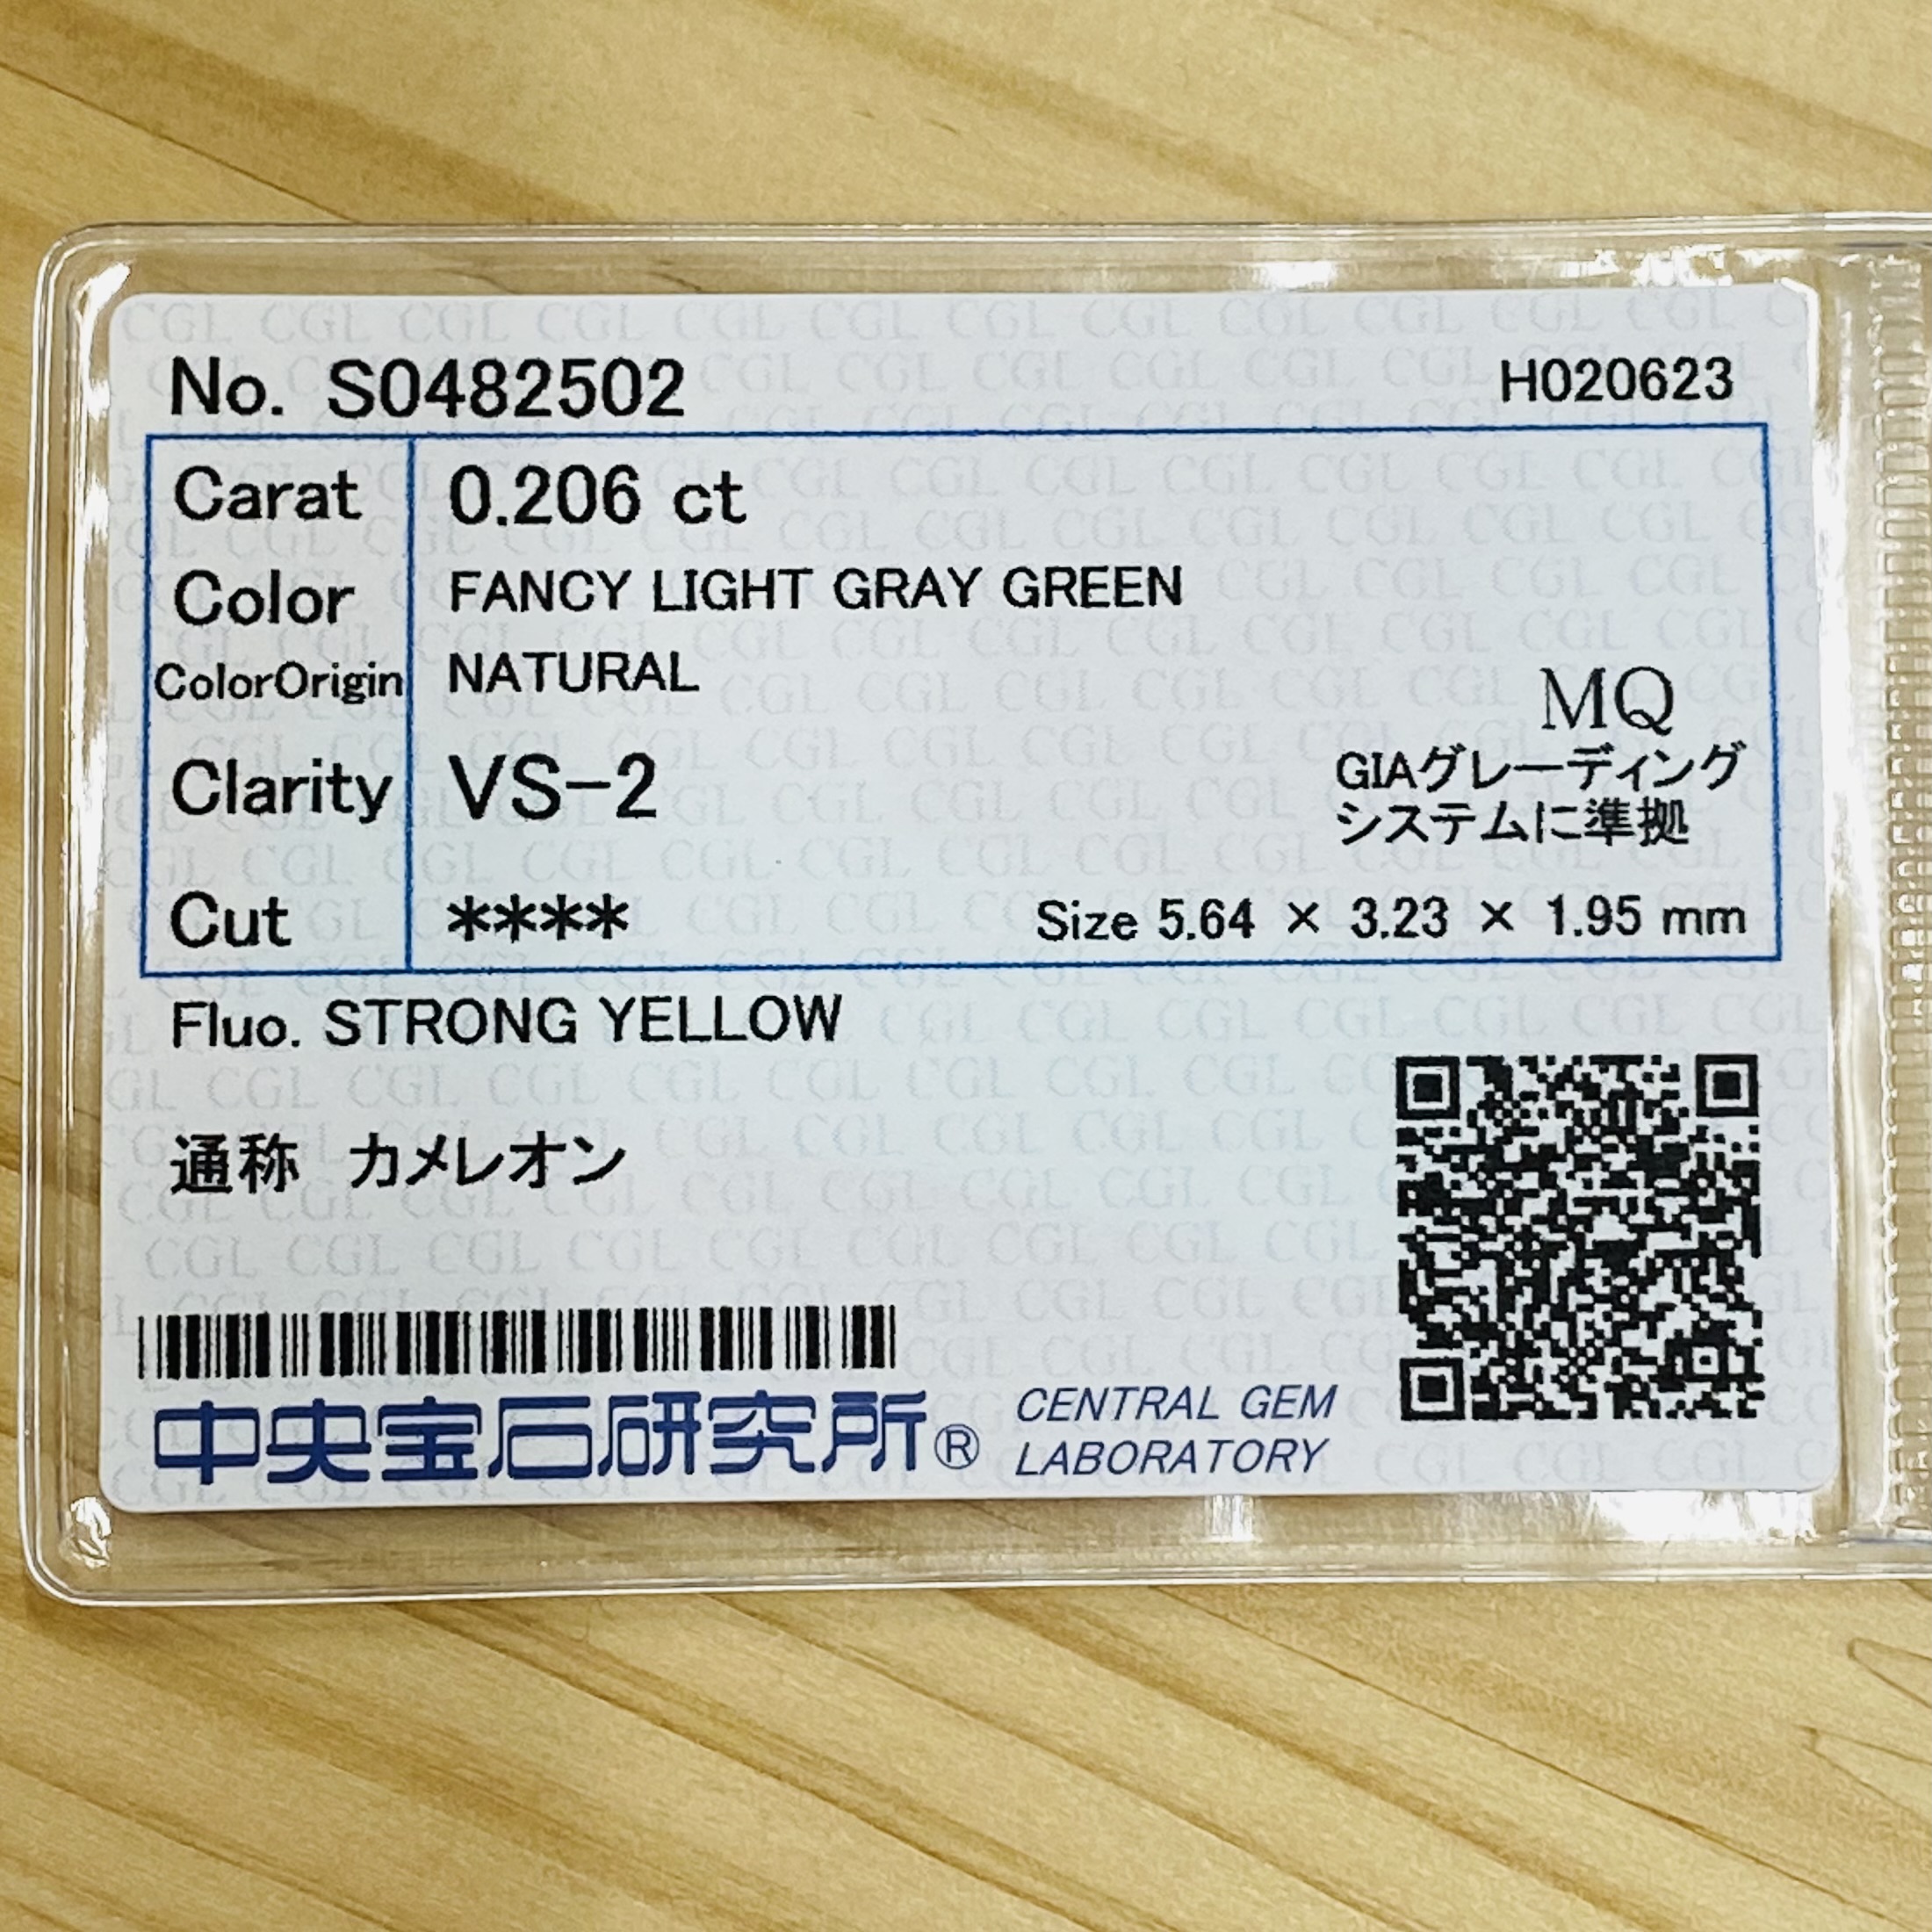 No. S0482502 H020623
Carat 0.206 ct
Color FANCY LIGHT GRAY GREEN
ColorOrigin NATURAL
MQ
Clarity VS-2
GIAグレーディング
システムに準拠
Cut **** Size 5.64 × 3.23 × 1.95 mm
Fluo. STRONG YELLOW
通称 カメレオン
中央宝石研究所® CENTRAL GEM
LABORATORY